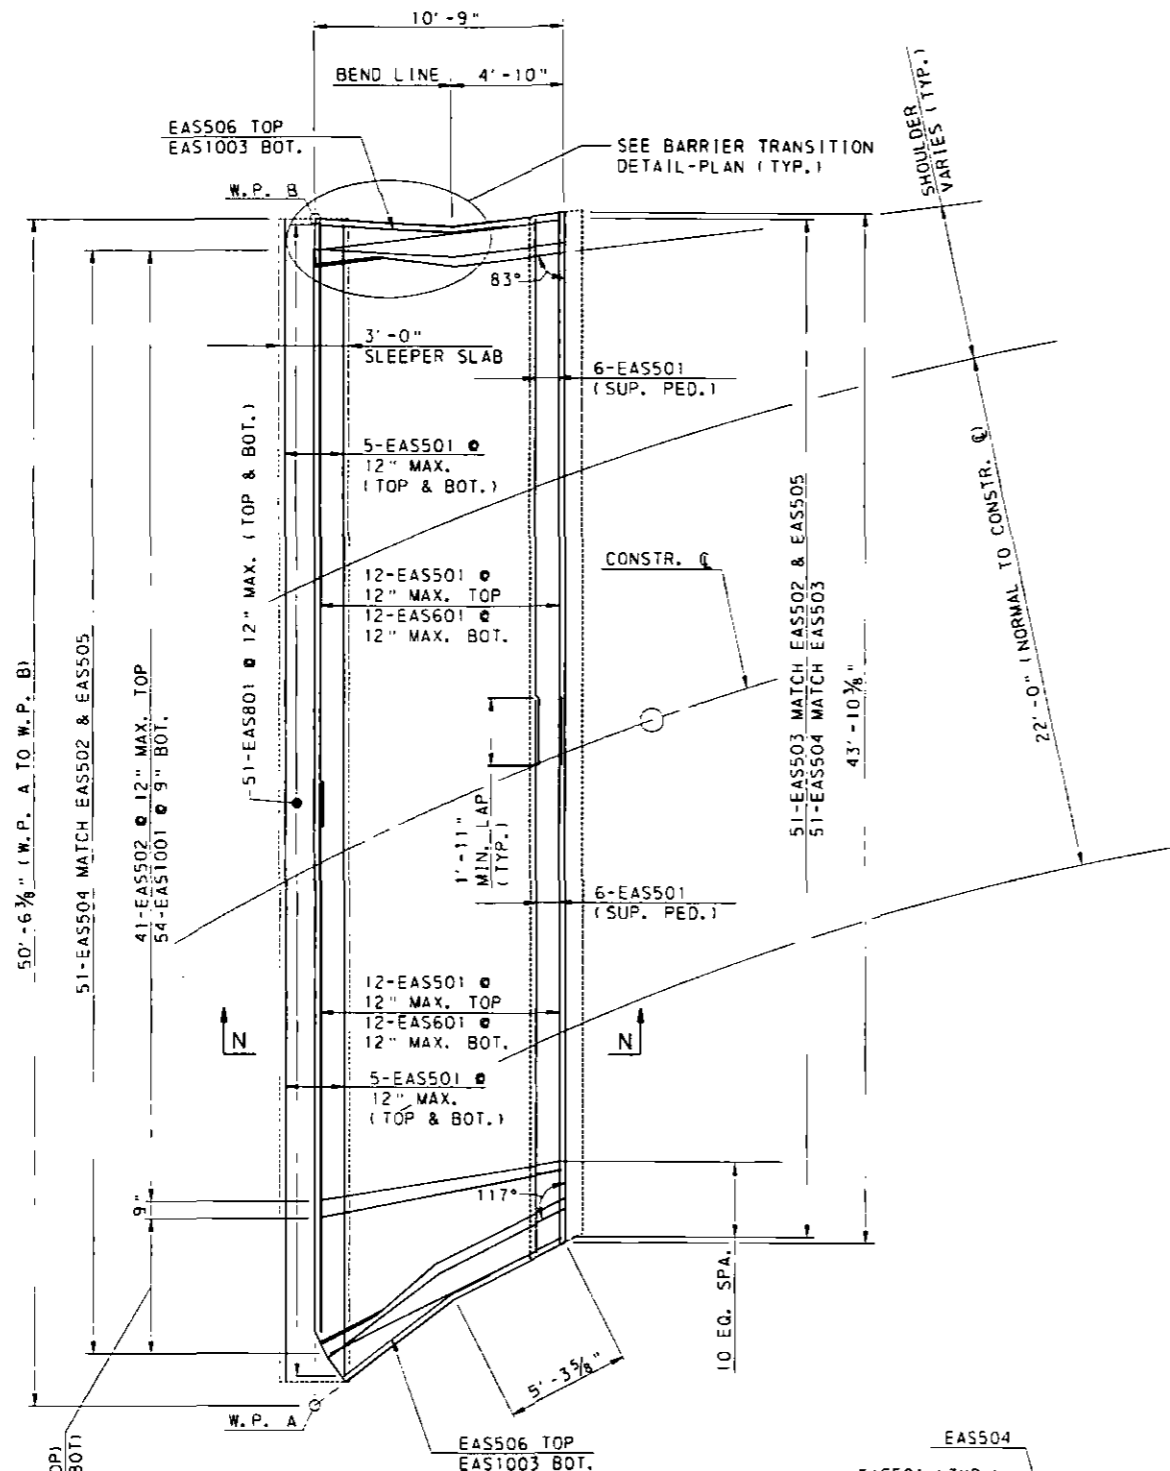 10'-9"
BEND LINE
4'-10"
EAS506 TOP
EAS1003 BOT.
SEE BARRIER TRANSITION
DETAIL-PLAN (TYP.)
SHOULDER
VARIES (TYP.)
W.P. B
83°
3'-0"
SLEEPER SLAB
6-EAS501
(SUP. PED.)
5-EAS501 @
12" MAX.
(TOP & BOT.)
51-EAS801 @ 12" MAX. (TOP & BOT.)
CONSTR. ℄
12-EAS501 @
12" MAX. TOP
12-EAS601 @
12" MAX. BOT.
50'-6⅜" (W.P. A TO W.P. B)
51-EAS504 MATCH EAS502 & EAS505
41-EAS502 @ 12" MAX. TOP
54-EAS1001 @ 9" BOT.
1'-11"
MIN. LAP
(TYP.)
51-EAS503 MATCH EAS502 & EAS505
51-EAS504 MATCH EAS503
43'-10⅜"
22'-0" (NORMAL TO CONSTR. ℄)
6-EAS501
(SUP. PED.)
12-EAS501 @
12" MAX. TOP
12-EAS601 @
12" MAX. BOT.
N
N
5-EAS501 @
12" MAX.
(TOP & BOT.)
9"
117°
10 EQ. SPA.
5'-3⅝"
W.P. A
EAS506 TOP
EAS1003 BOT.
EAS504